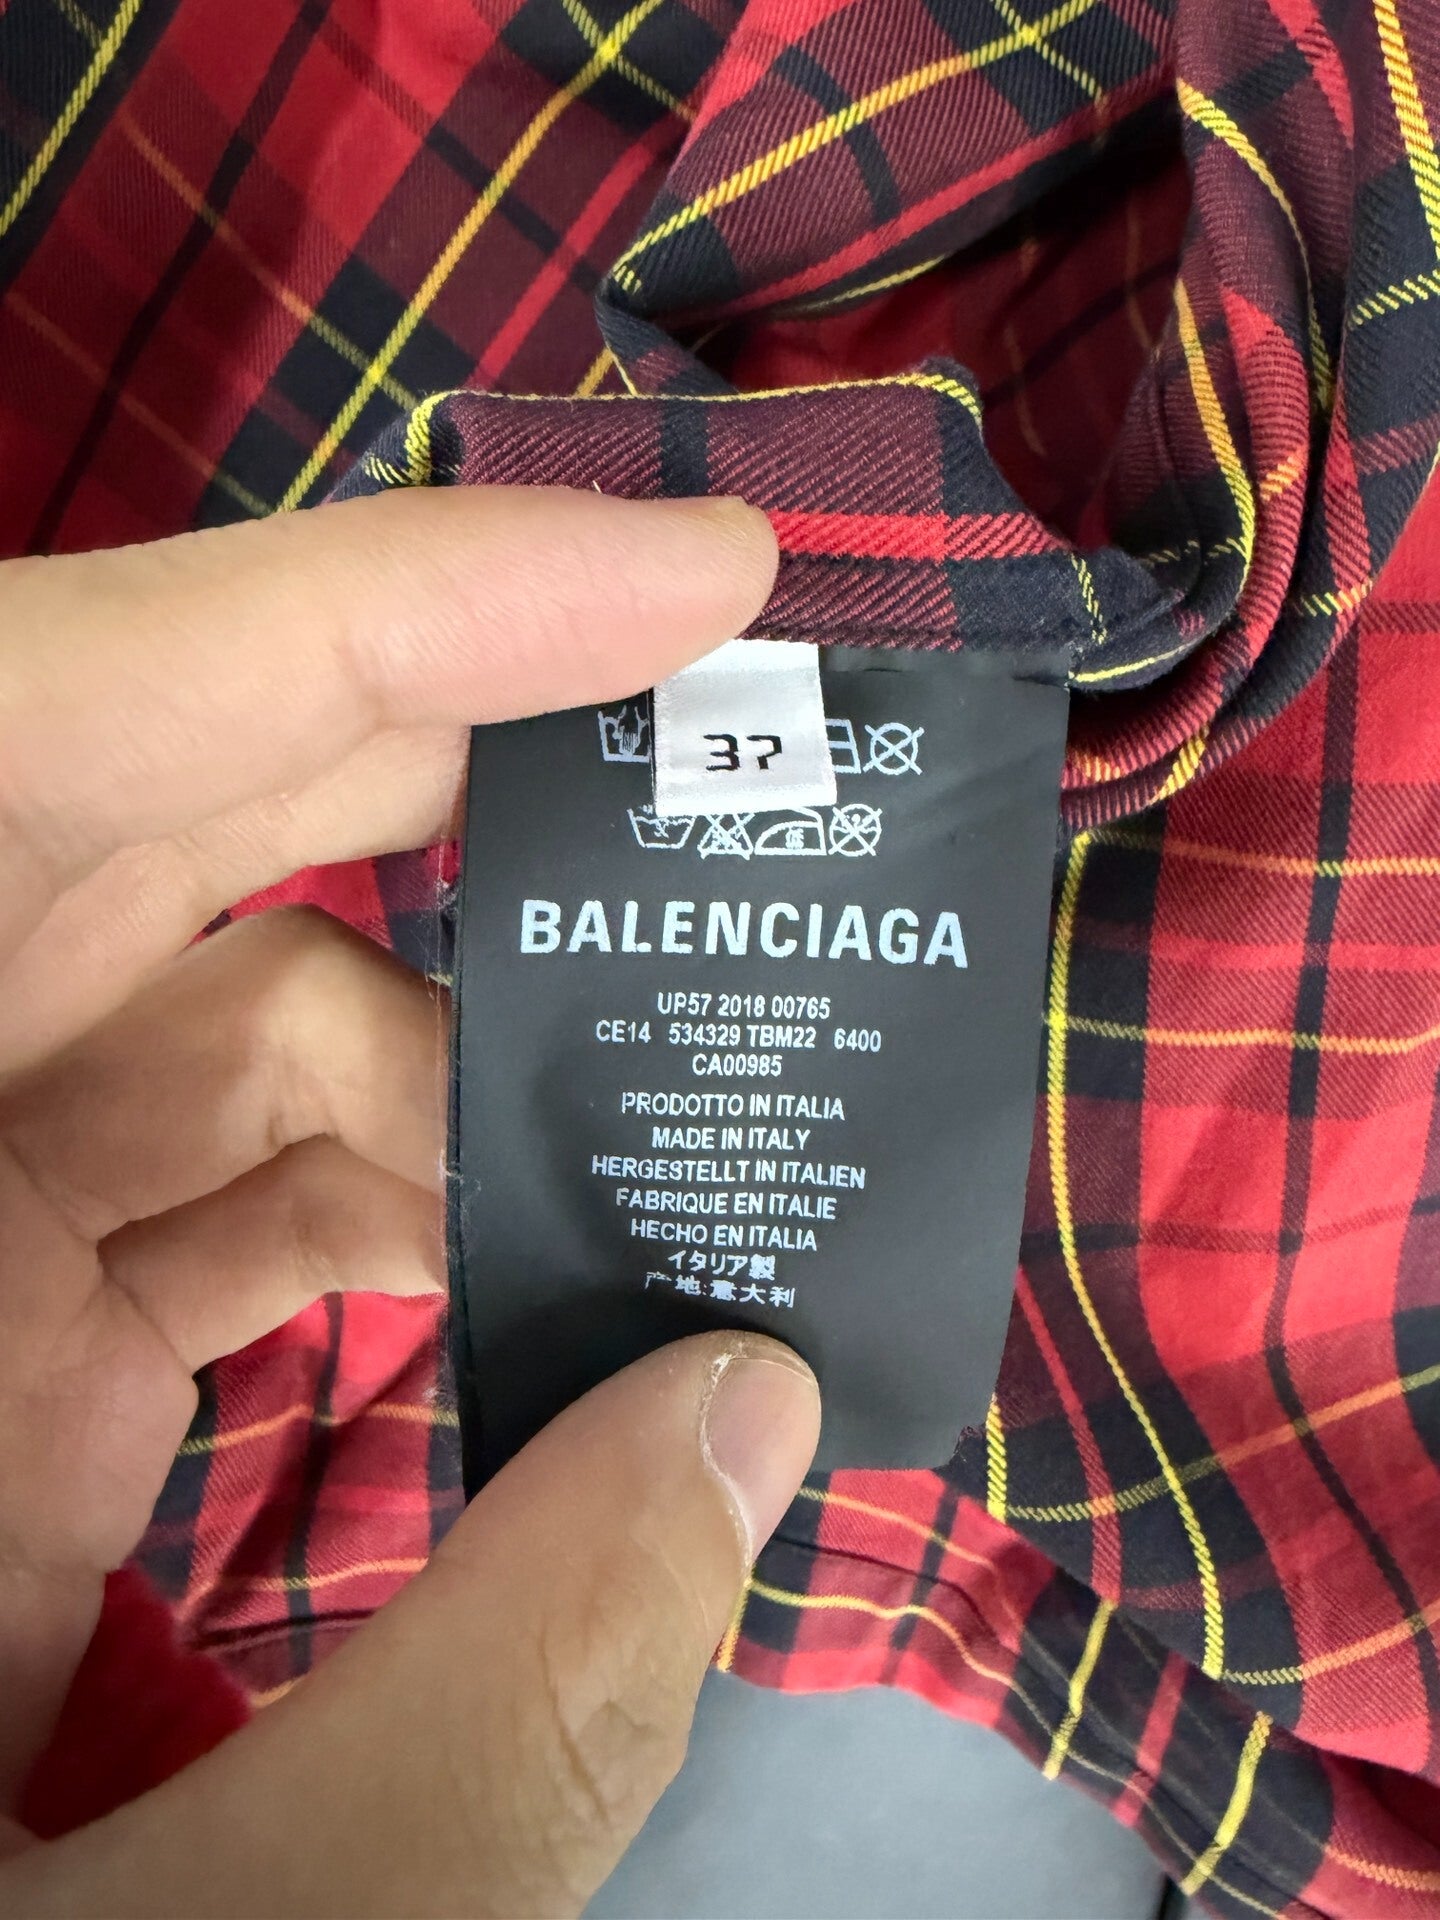 37
BALENCIAGA
UP57 2018 00765
CE14 534329 TBM22 6400
CA00985
PRODOTTO IN ITALIA
MADE IN ITALY
HERGESTELLT IN ITALIEN
FABRIQUE EN ITALIE
HECHO EN ITALIA
イタリア製
产地:意大利